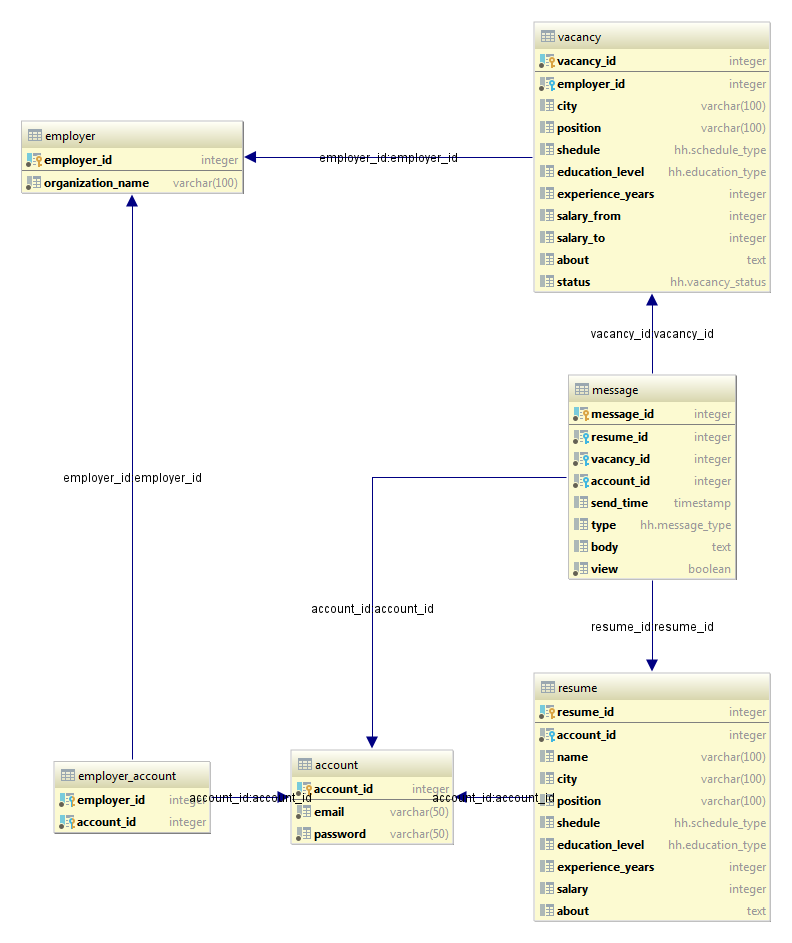 vacancy
vacancy_id integer
employer_id integer
city varchar(100)
position varchar(100)
shedule hh.schedule_type
education_level hh.education_type
experience_years integer
salary_from integer
salary_to integer
about text
status hh.vacancy_status
employer
employer_id integer
organization_name varchar(100)
employer_id:employer_id
vacancy_id:vacancy_id
message
message_id integer
resume_id integer
vacancy_id integer
account_id integer
send_time timestamp
type hh.message_type
body text
view boolean
employer_id:employer_id
account_id:account_id
resume_id:resume_id
resume
resume_id integer
account_id integer
name varchar(100)
city varchar(100)
position varchar(100)
shedule hh.schedule_type
education_level hh.education_type
experience_years integer
salary integer
about text
employer_account
employer_id integer
account_id integer
account_id:account_id
account
account_id integer
email varchar(50)
password varchar(50)
account_id:account_id